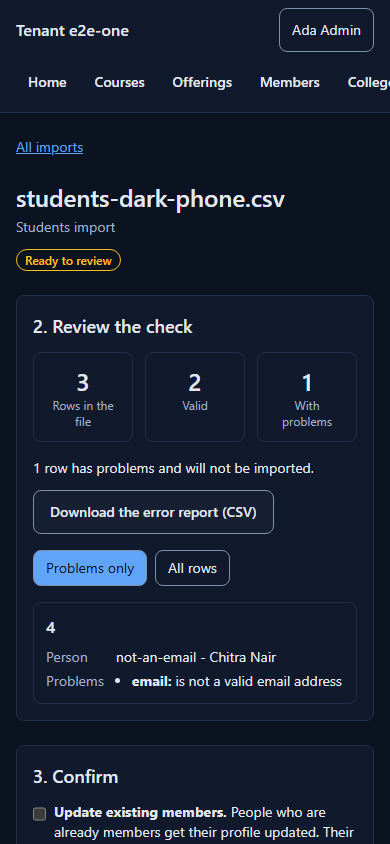 Tenant e2e-one
Ada Admin
Home Courses Offerings Members Colleg
All imports
students-dark-phone.csv
Students import
Ready to review
2. Review the check
3
Rows in the
file
2
Valid
1
With
problems
1 row has problems and will not be imported.
Download the error report (CSV)
Problems only
All rows
4
Person not-an-email - Chitra Nair
Problems • email: is not a valid email address
3. Confirm
Update existing members. People who are
already members get their profile updated. Their